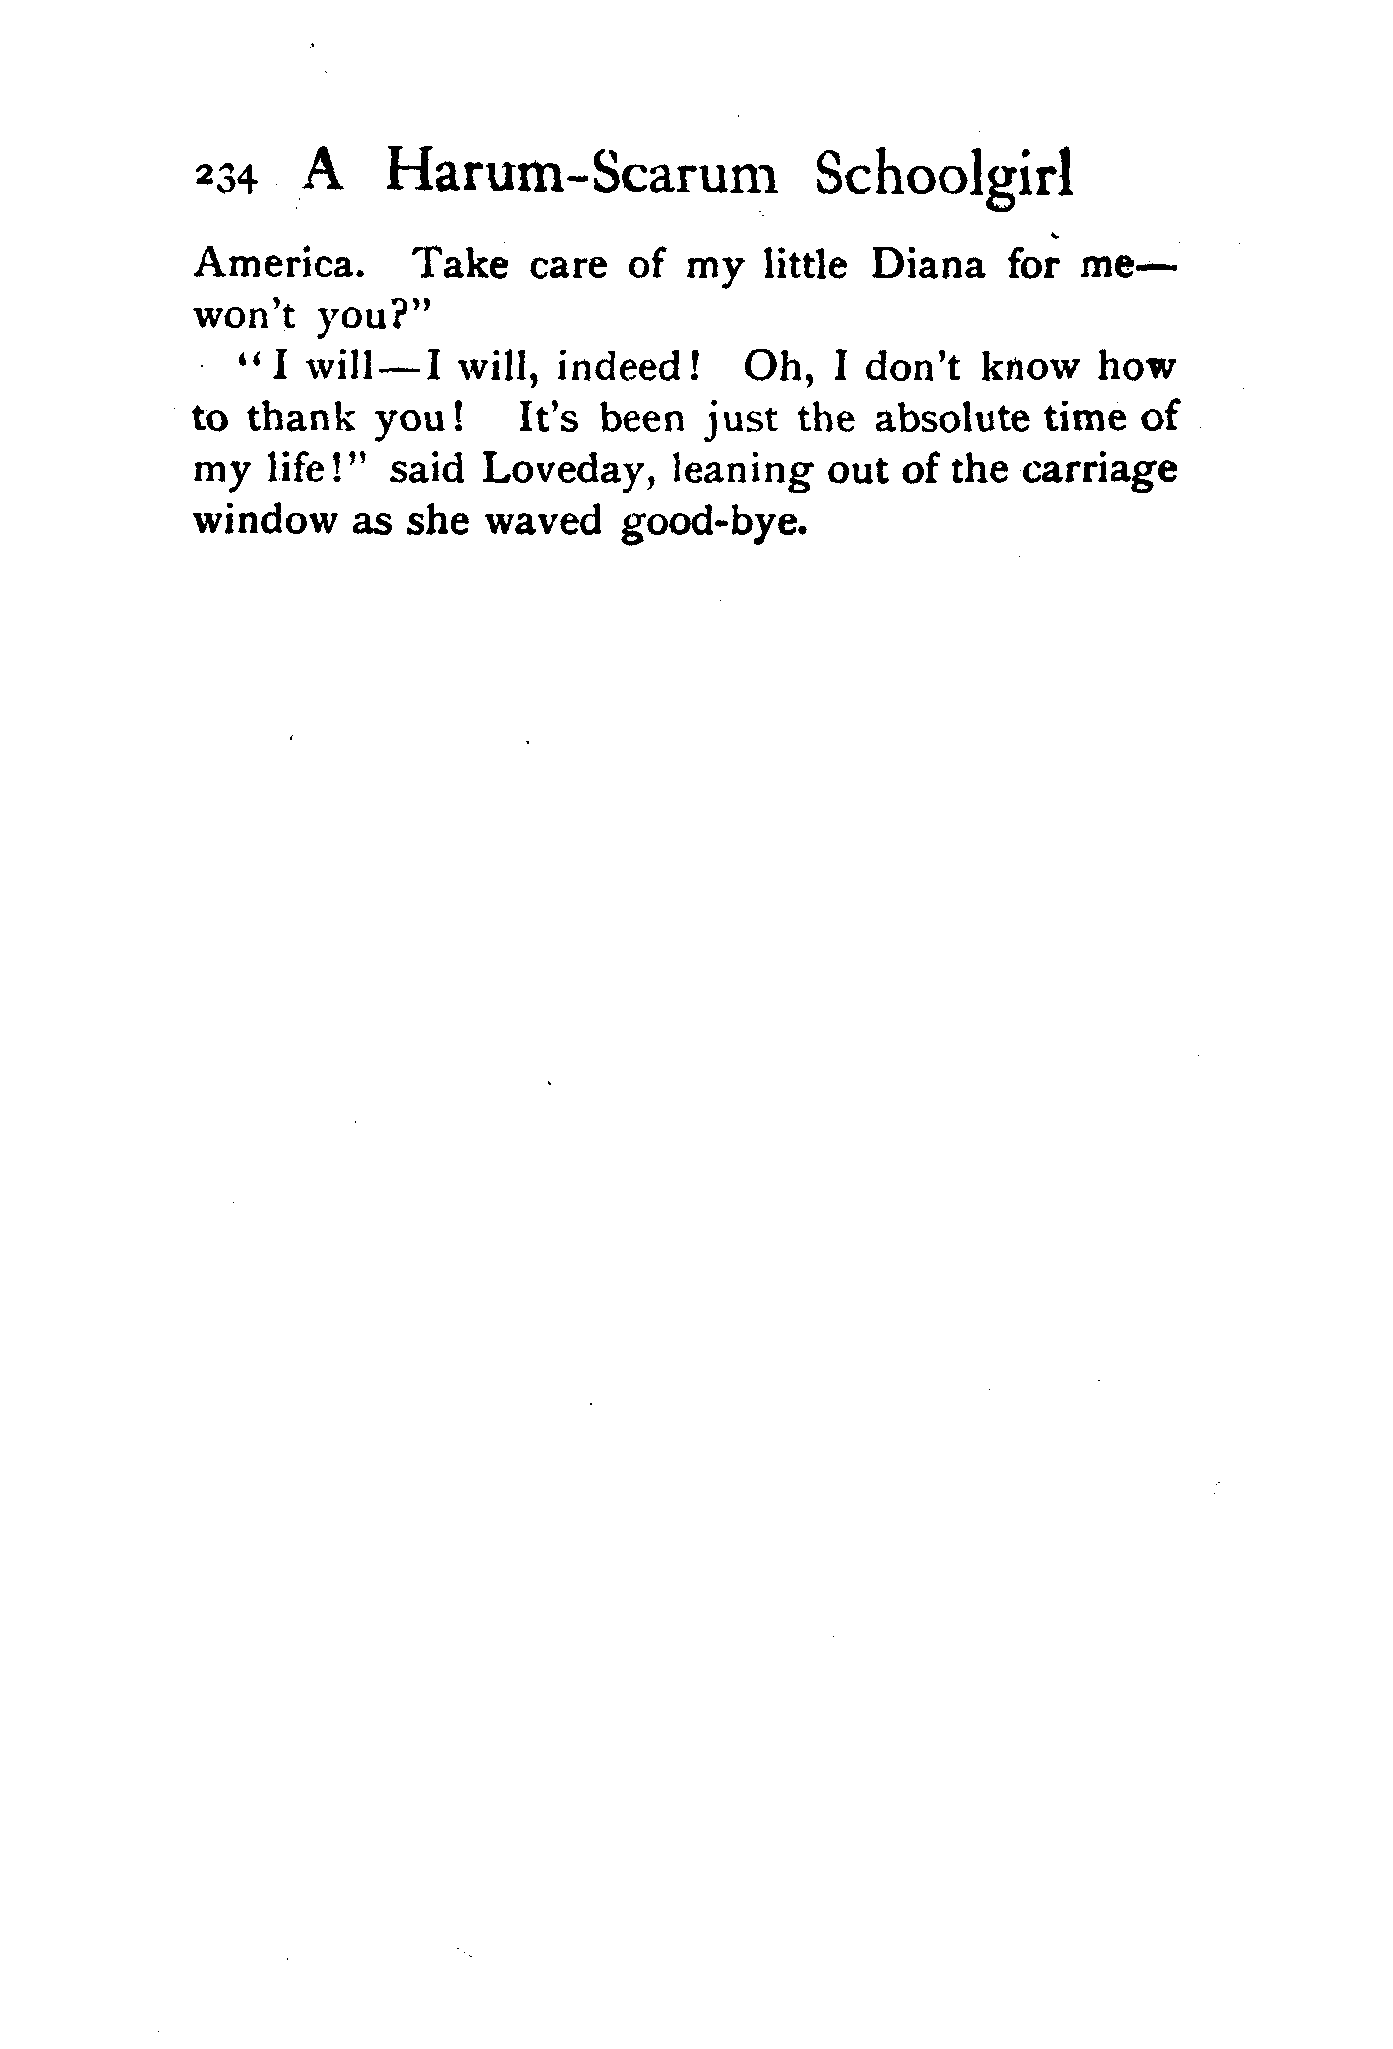 234 A Harum-Scarum Schoolgirl
America. Take care of my little Diana for me—
won't you?"
"I will—I will, indeed! Oh, I don't know how
to thank you! It's been just the absolute time of
my life!" said Loveday, leaning out of the carriage
window as she waved good-bye.